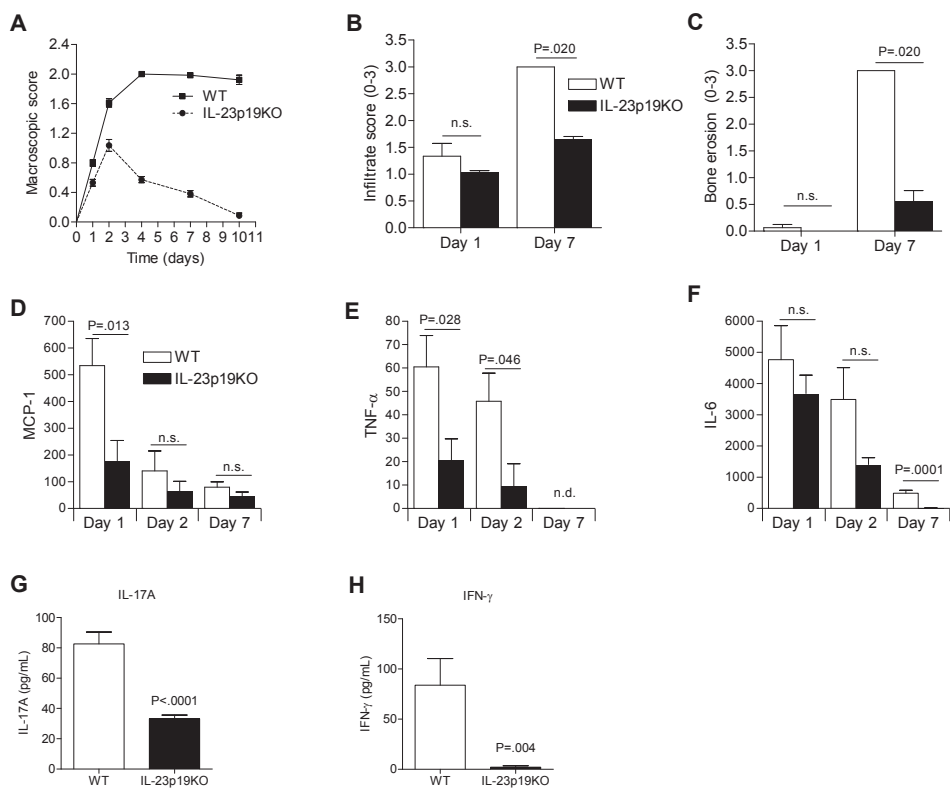 A
Macroscopic score
2.4
2.0
1.6
1.2
0.8
0.4
0.0
WT
IL-23p19KO
0 1 2 3 4 5 6 7 8 9 1011
Time (days)
B
Infiltrate score (0-3)
3.5
3.0
2.5
2.0
1.5
1.0
0.5
0.0
n.s.
P=.020
WT
IL-23p19KO
Day 1 Day 7
C
Bone erosion (0-3)
3.5
3.0
2.5
2.0
1.5
1.0
0.5
0.0
n.s.
P=.020
Day 1 Day 7
D
MCP-1
700
600
500
400
300
200
100
0
P=.013
WT
IL-23p19KO
n.s.
n.s.
Day 1 Day 2 Day 7
E
TNF-α
80
70
60
50
40
30
20
10
0
P=.028
P=.046
n.d.
Day 1 Day 2 Day 7
F
IL-6
6000
5000
4000
3000
2000
1000
0
n.s.
n.s.
P=.0001
Day 1 Day 2 Day 7
G
IL-17A
IL-17A (pg/mL)
100
80
60
40
20
0
P<.0001
WT IL-23p19KO
H
IFN-γ
IFN-γ (pg/mL)
150
100
50
0
P=.004
WT IL-23p19KO